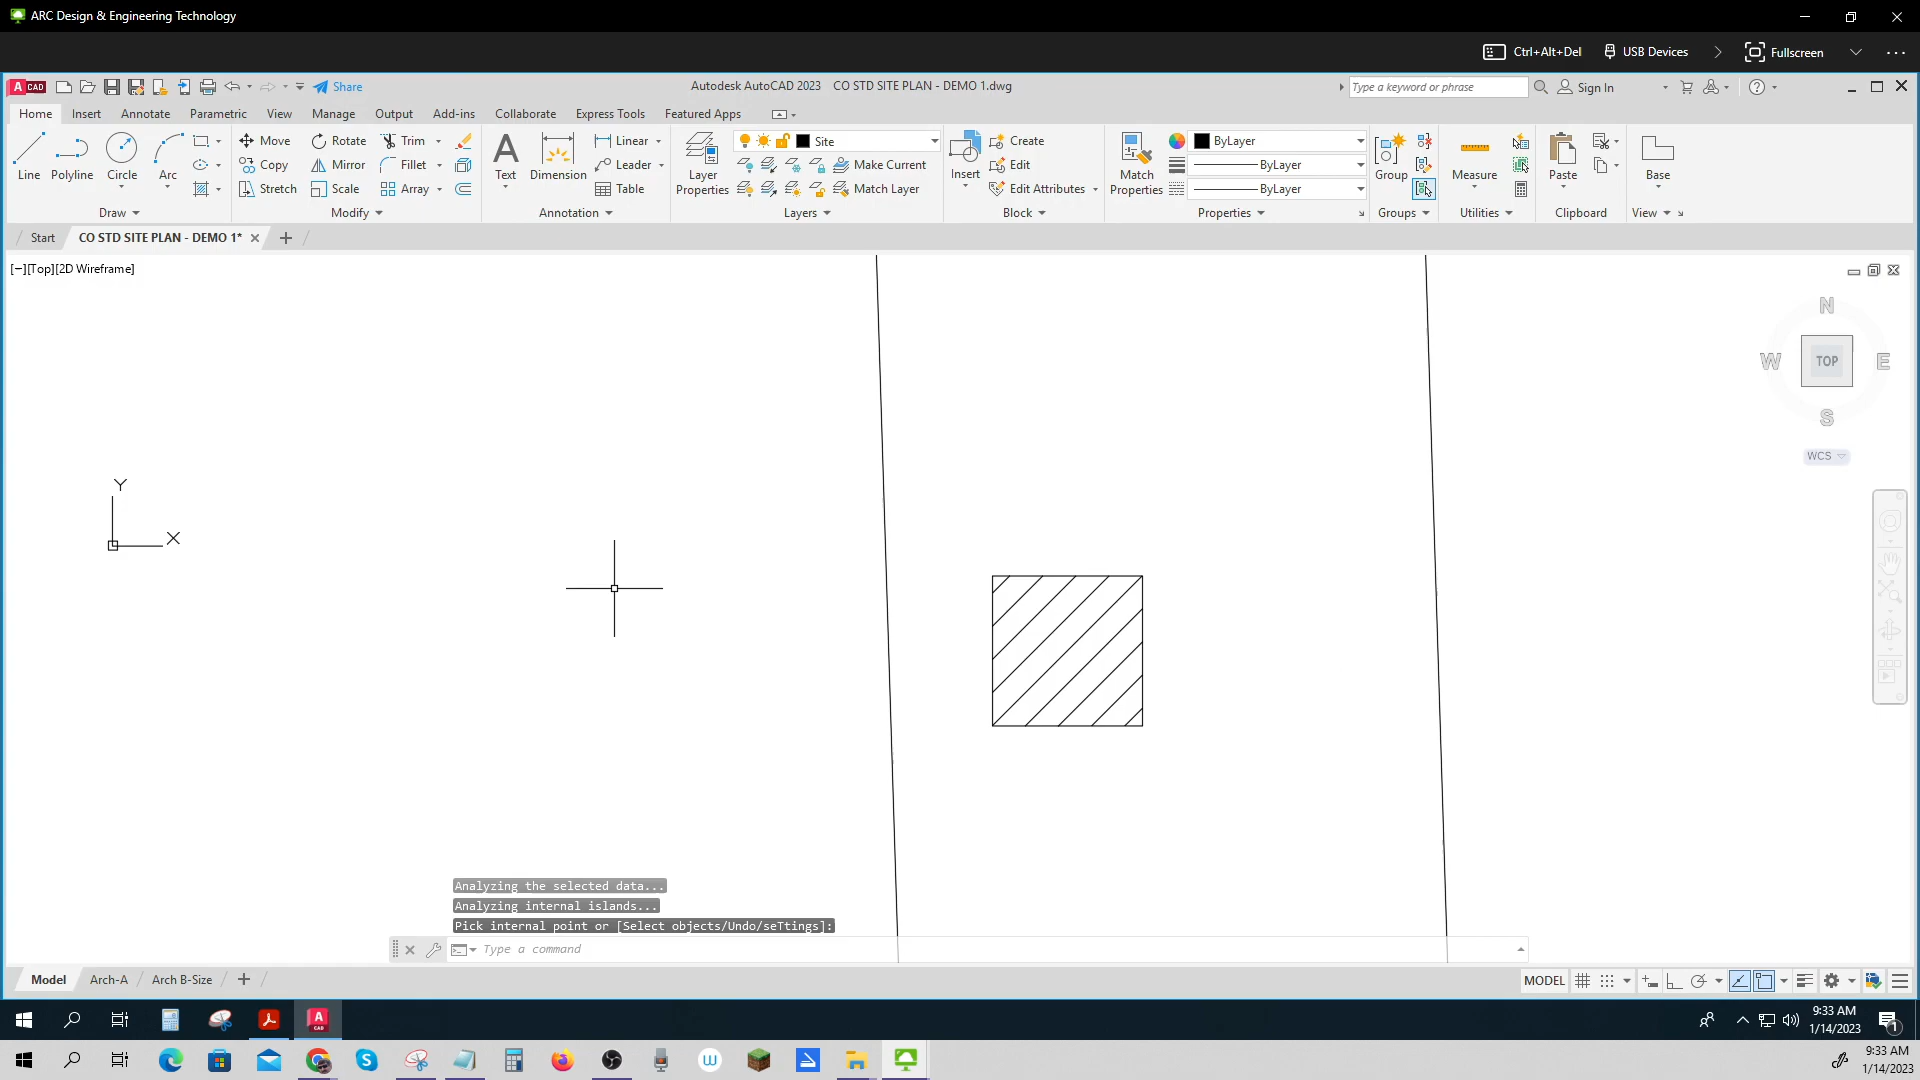 ARC Design & Engineering Technology
Ctrl+Alt+Del USB Devices Fullscreen
A CAD Share Autodesk AutoCAD 2023 CO STD SITE PLAN - DEMO 1.dwg Type a keyword or phrase Sign In
Home Insert Annotate Parametric View Manage Output Add-ins Collaborate Express Tools Featured Apps
Line Polyline Circle Arc
Move Rotate Trim
Copy Mirror Fillet
Stretch Scale Array
Text Dimension
Linear
Leader
Table
Layer Properties
Site
Make Current
Match Layer
Insert
Create
Edit
Edit Attributes
Match Properties
ByLayer
ByLayer
ByLayer
Group Measure Paste Base
Draw Modify Annotation Layers Block Properties Groups Utilities Clipboard View
Start CO STD SITE PLAN - DEMO 1*
[−][Top][2D Wireframe]
N
W TOP E
S
WCS
Y
X
Analyzing the selected data...
Analyzing internal islands...
Pick internal point or [Select objects/Undo/seTtings]:
Type a command
Model Arch-A Arch B-Size MODEL
A CAD
9:33 AM
1/14/2023
1
9:33 AM
1/14/2023